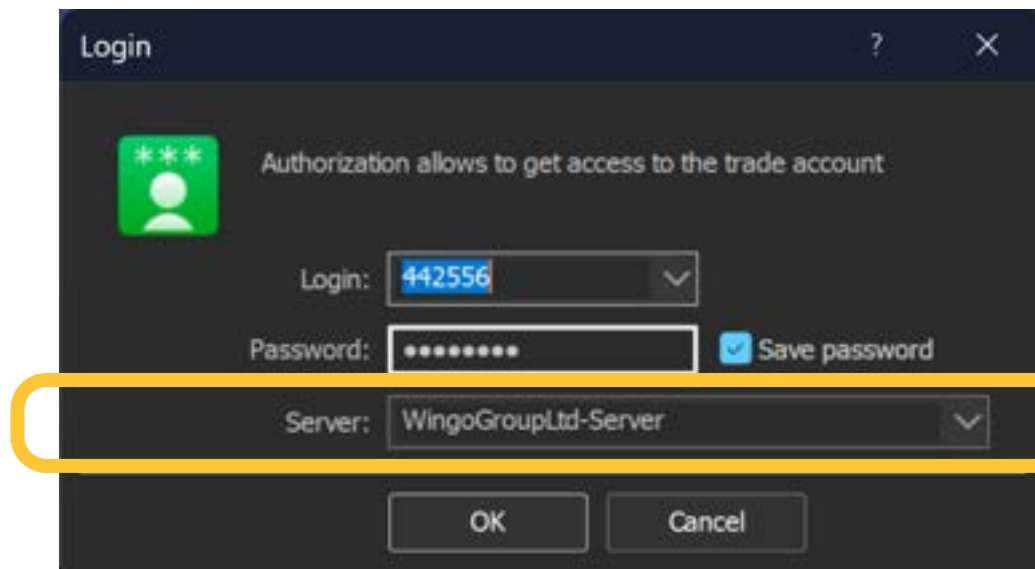 Login ?
***
Authorization allows to get access to the trade account
Login: 442556
Password: ●●●●●●●● Save password
Server: WingoGroupLtd-Server
OK Cancel